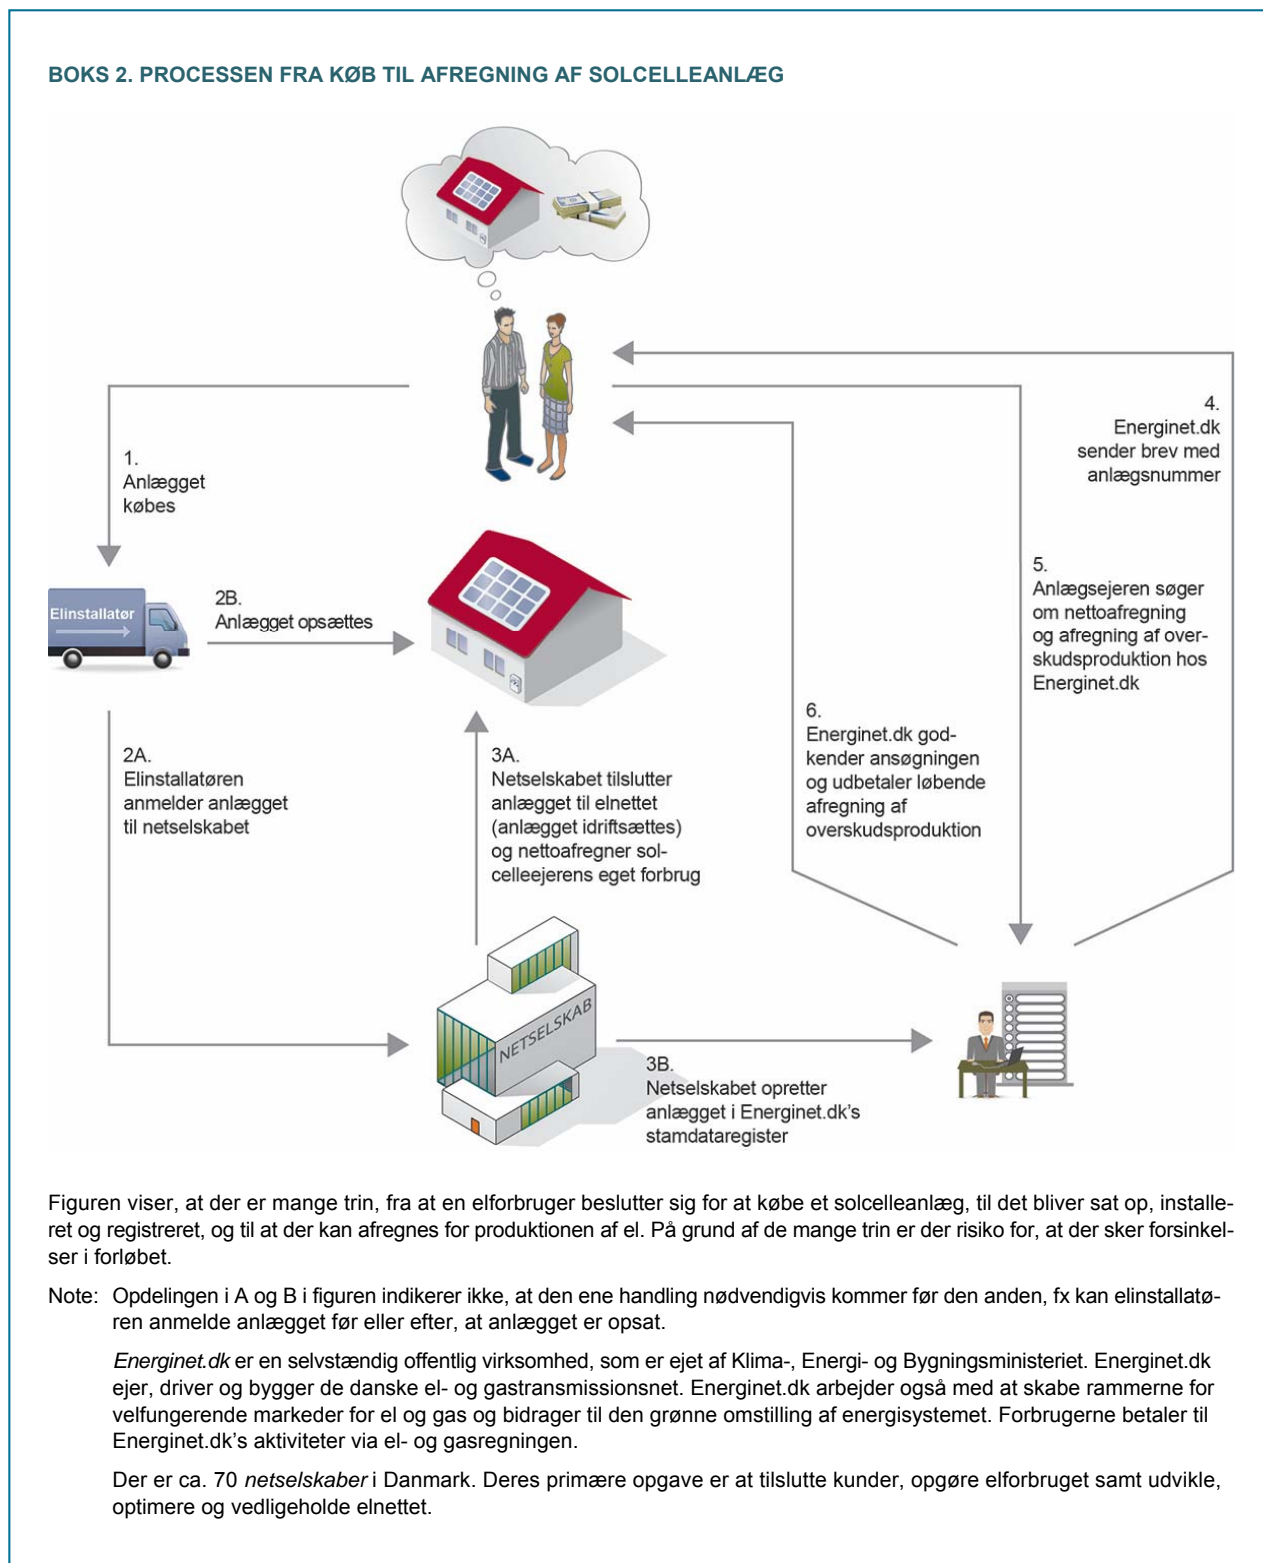 BOKS 2. PROCESSEN FRA KØB TIL AFREGNING AF SOLCELLEANLÆG
1.
Anlægget
købes
4.
Energinet.dk
sender brev med
anlægsnummer
Elinstallatør
2B.
Anlægget opsættes
5.
Anlægsejeren søger
om nettoafregning
og afregning af over-
skudsproduktion hos
Energinet.dk
2A.
Elinstallatøren
anmelder anlægget
til netselskabet
3A.
Netselskabet tilslutter
anlægget til elnettet
(anlægget idriftsættes)
og nettoafregner sol-
celleejerens eget forbrug
6.
Energinet.dk god-
kender ansøgningen
og udbetaler løbende
afregning af
overskudsproduktion
NETSELSKAB
3B.
Netselskabet opretter
anlægget i Energinet.dk's
stamdataregister
Figuren viser, at der er mange trin, fra at en elforbruger beslutter sig for at købe et solcelleanlæg, til det bliver sat op, installe-
ret og registreret, og til at der kan afregnes for produktionen af el. På grund af de mange trin er der risiko for, at der sker forsinkel-
ser i forløbet.
Note: Opdelingen i A og B i figuren indikerer ikke, at den ene handling nødvendigvis kommer før den anden, fx kan elinstallatø-
ren anmelde anlægget før eller efter, at anlægget er opsat.
Energinet.dk er en selvstændig offentlig virksomhed, som er ejet af Klima-, Energi- og Bygningsministeriet. Energinet.dk
ejer, driver og bygger de danske el- og gastransmissionsnet. Energinet.dk arbejder også med at skabe rammerne for
velfungerende markeder for el og gas og bidrager til den grønne omstilling af energisystemet. Forbrugerne betaler til
Energinet.dk's aktiviteter via el- og gasregningen.
Der er ca. 70 netselskaber i Danmark. Deres primære opgave er at tilslutte kunder, opgøre elforbruget samt udvikle,
optimere og vedligeholde elnettet.